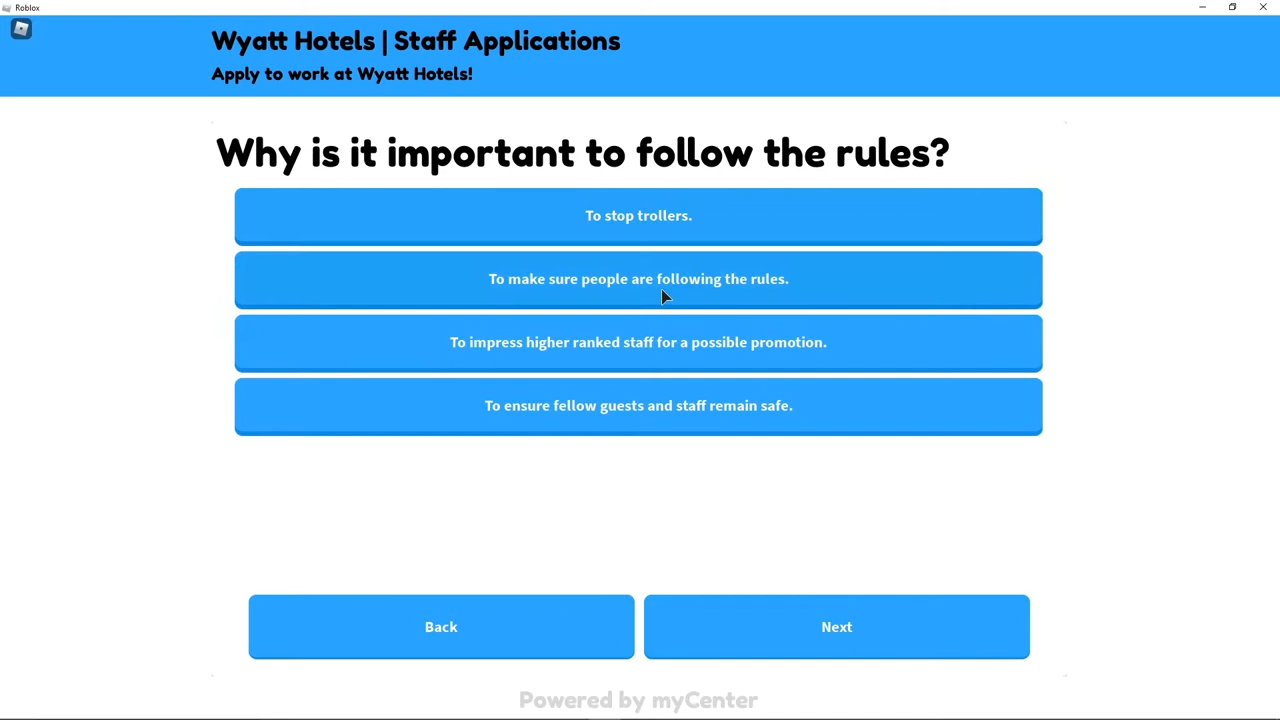 Roblox
Wyatt Hotels | Staff Applications
Apply to work at Wyatt Hotels!
Why is it important to follow the rules?
To stop trollers.
To make sure people are following the rules.
To impress higher ranked staff for a possible promotion.
To ensure fellow guests and staff remain safe.
Back
Next
Powered by myCenter